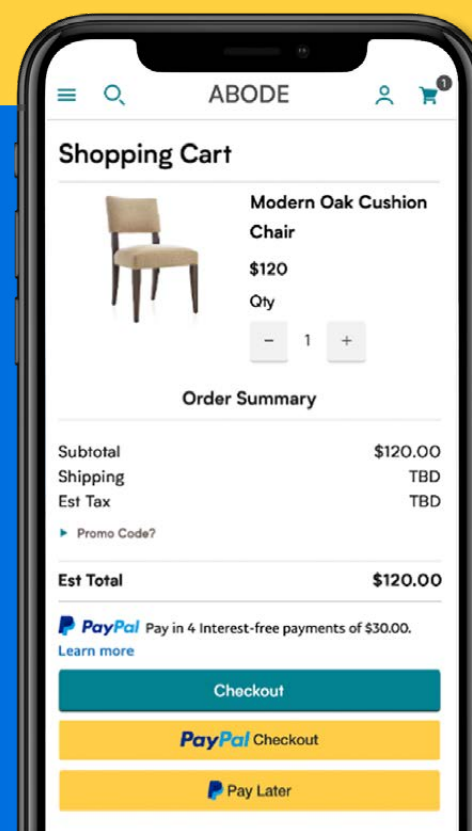 ABODE
1
Shopping Cart
Modern Oak Cushion
Chair
$120
Qty
- 1 +
Order Summary
Subtotal $120.00
Shipping TBD
Est Tax TBD
Promo Code?
Est Total $120.00
PayPal Pay in 4 Interest-free payments of $30.00.
Learn more
Checkout
PayPal Checkout
Pay Later